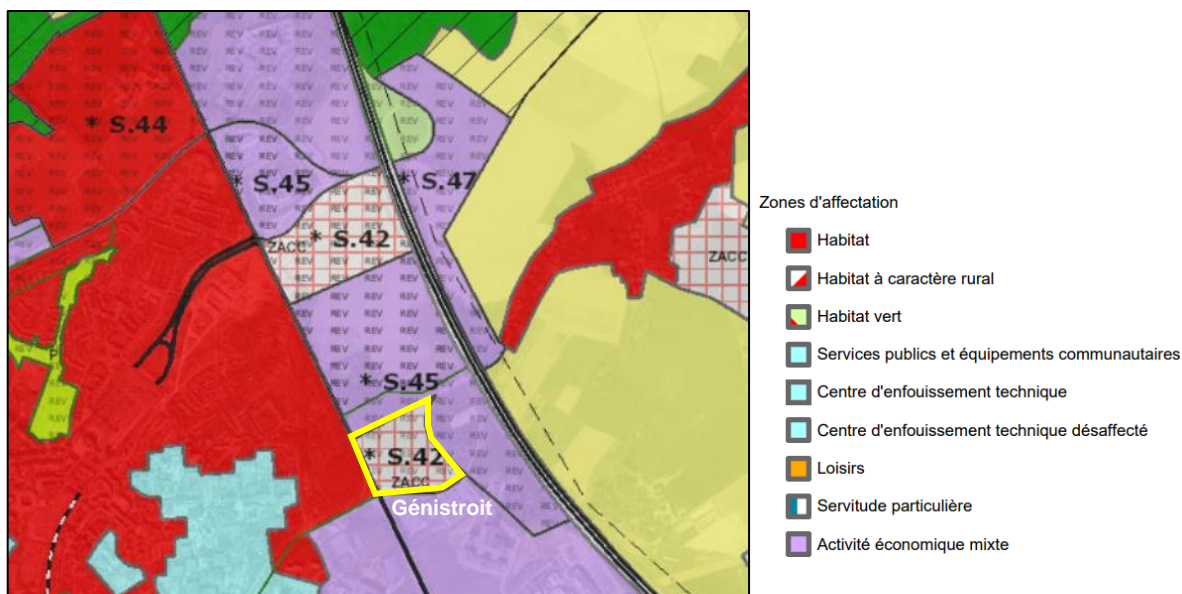 * S.44
* S.45
* S.47
* S.42
ZACC
ZACC
P
* S.45
* S.42
ZACC
Génistroit
REV
Zones d'affectation
Habitat
Habitat à caractère rural
Habitat vert
Services publics et équipements communautaires
Centre d'enfouissement technique
Centre d'enfouissement technique désaffecté
Loisirs
Servitude particulière
Activité économique mixte